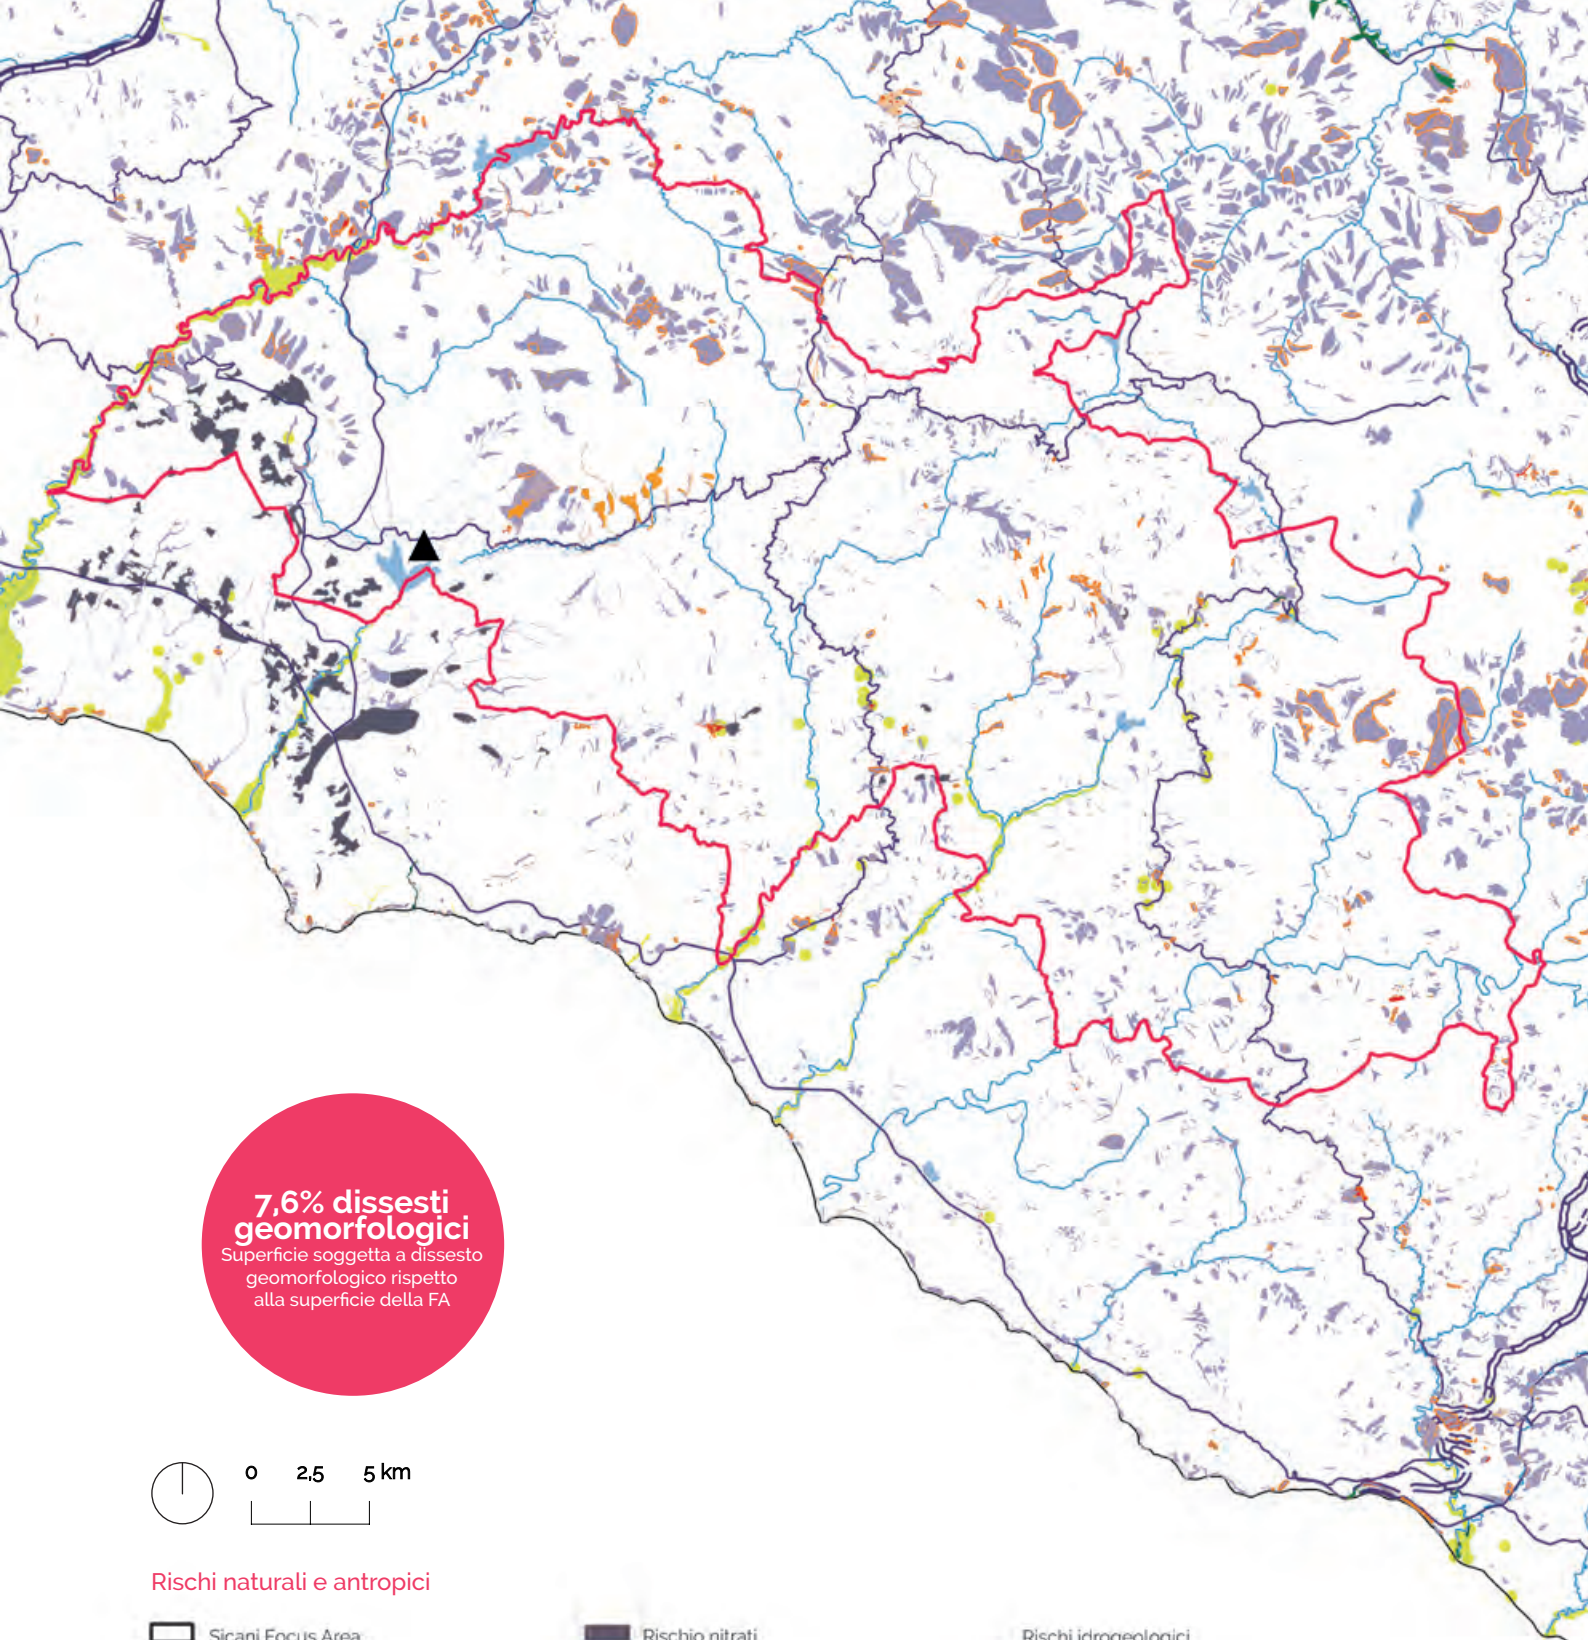 7,6% dissesti
geomorfologici
Superficie soggetta a dissesto
geomorfologico rispetto
alla superficie della FA
0 2,5 5 km
Rischi naturali e antropici
Sicani Focus Area
Rischio nitrati
Rischi idrogeologici